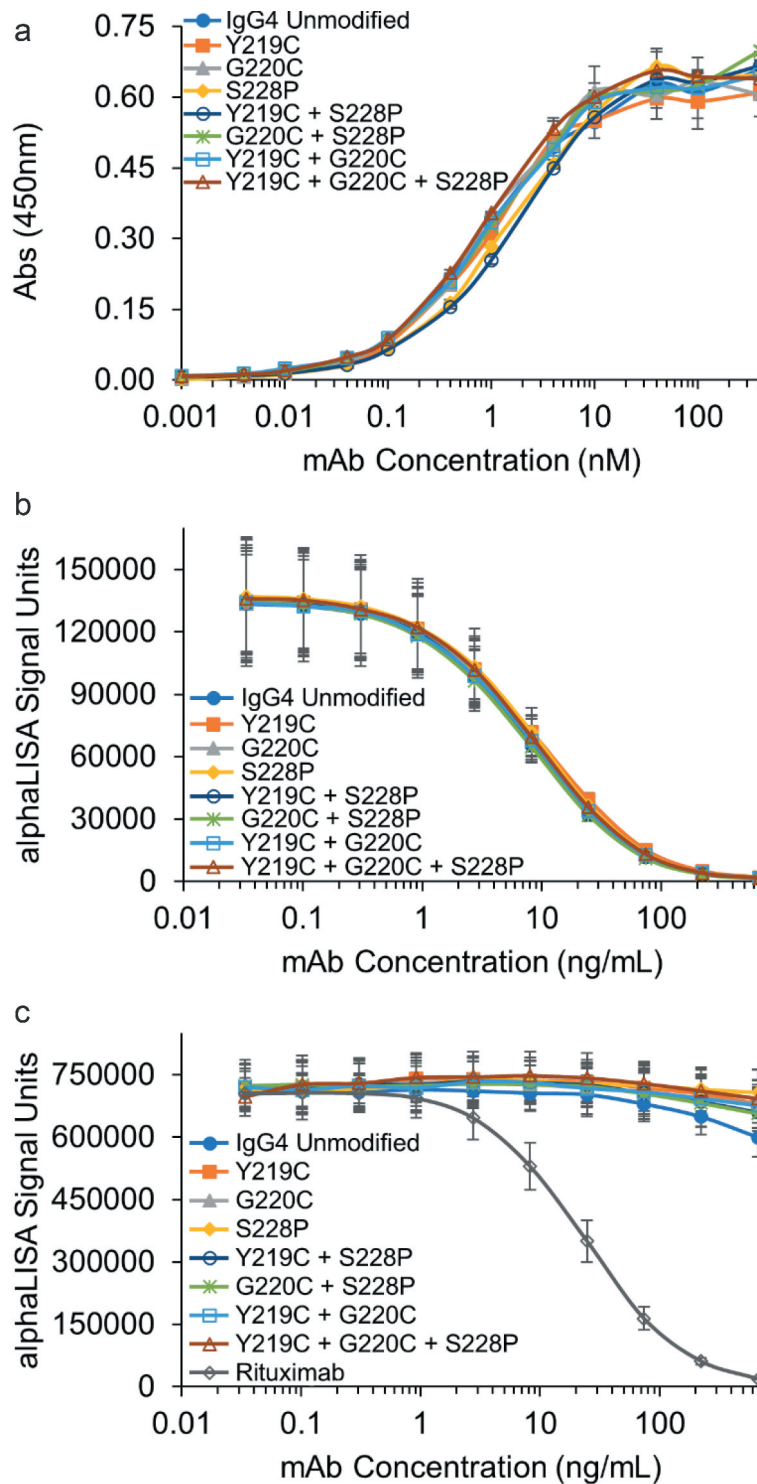 a
0.75
0.60
0.45
0.30
0.15
0.00
Abs (450nm)
IgG4 Unmodified
Y219C
G220C
S228P
Y219C + S228P
G220C + S228P
Y219C + G220C
Y219C + G220C + S228P
0.001 0.01 0.1 1 10 100
mAb Concentration (nM)
b
150000
120000
90000
60000
30000
0
alphaLISA Signal Units
IgG4 Unmodified
Y219C
G220C
S228P
Y219C + S228P
G220C + S228P
Y219C + G220C
Y219C + G220C + S228P
0.01 0.1 1 10 100
mAb Concentration (ng/mL)
c
750000
600000
450000
300000
150000
0
alphaLISA Signal Units
IgG4 Unmodified
Y219C
G220C
S228P
Y219C + S228P
G220C + S228P
Y219C + G220C
Y219C + G220C + S228P
Rituximab
0.01 0.1 1 10 100
mAb Concentration (ng/mL)